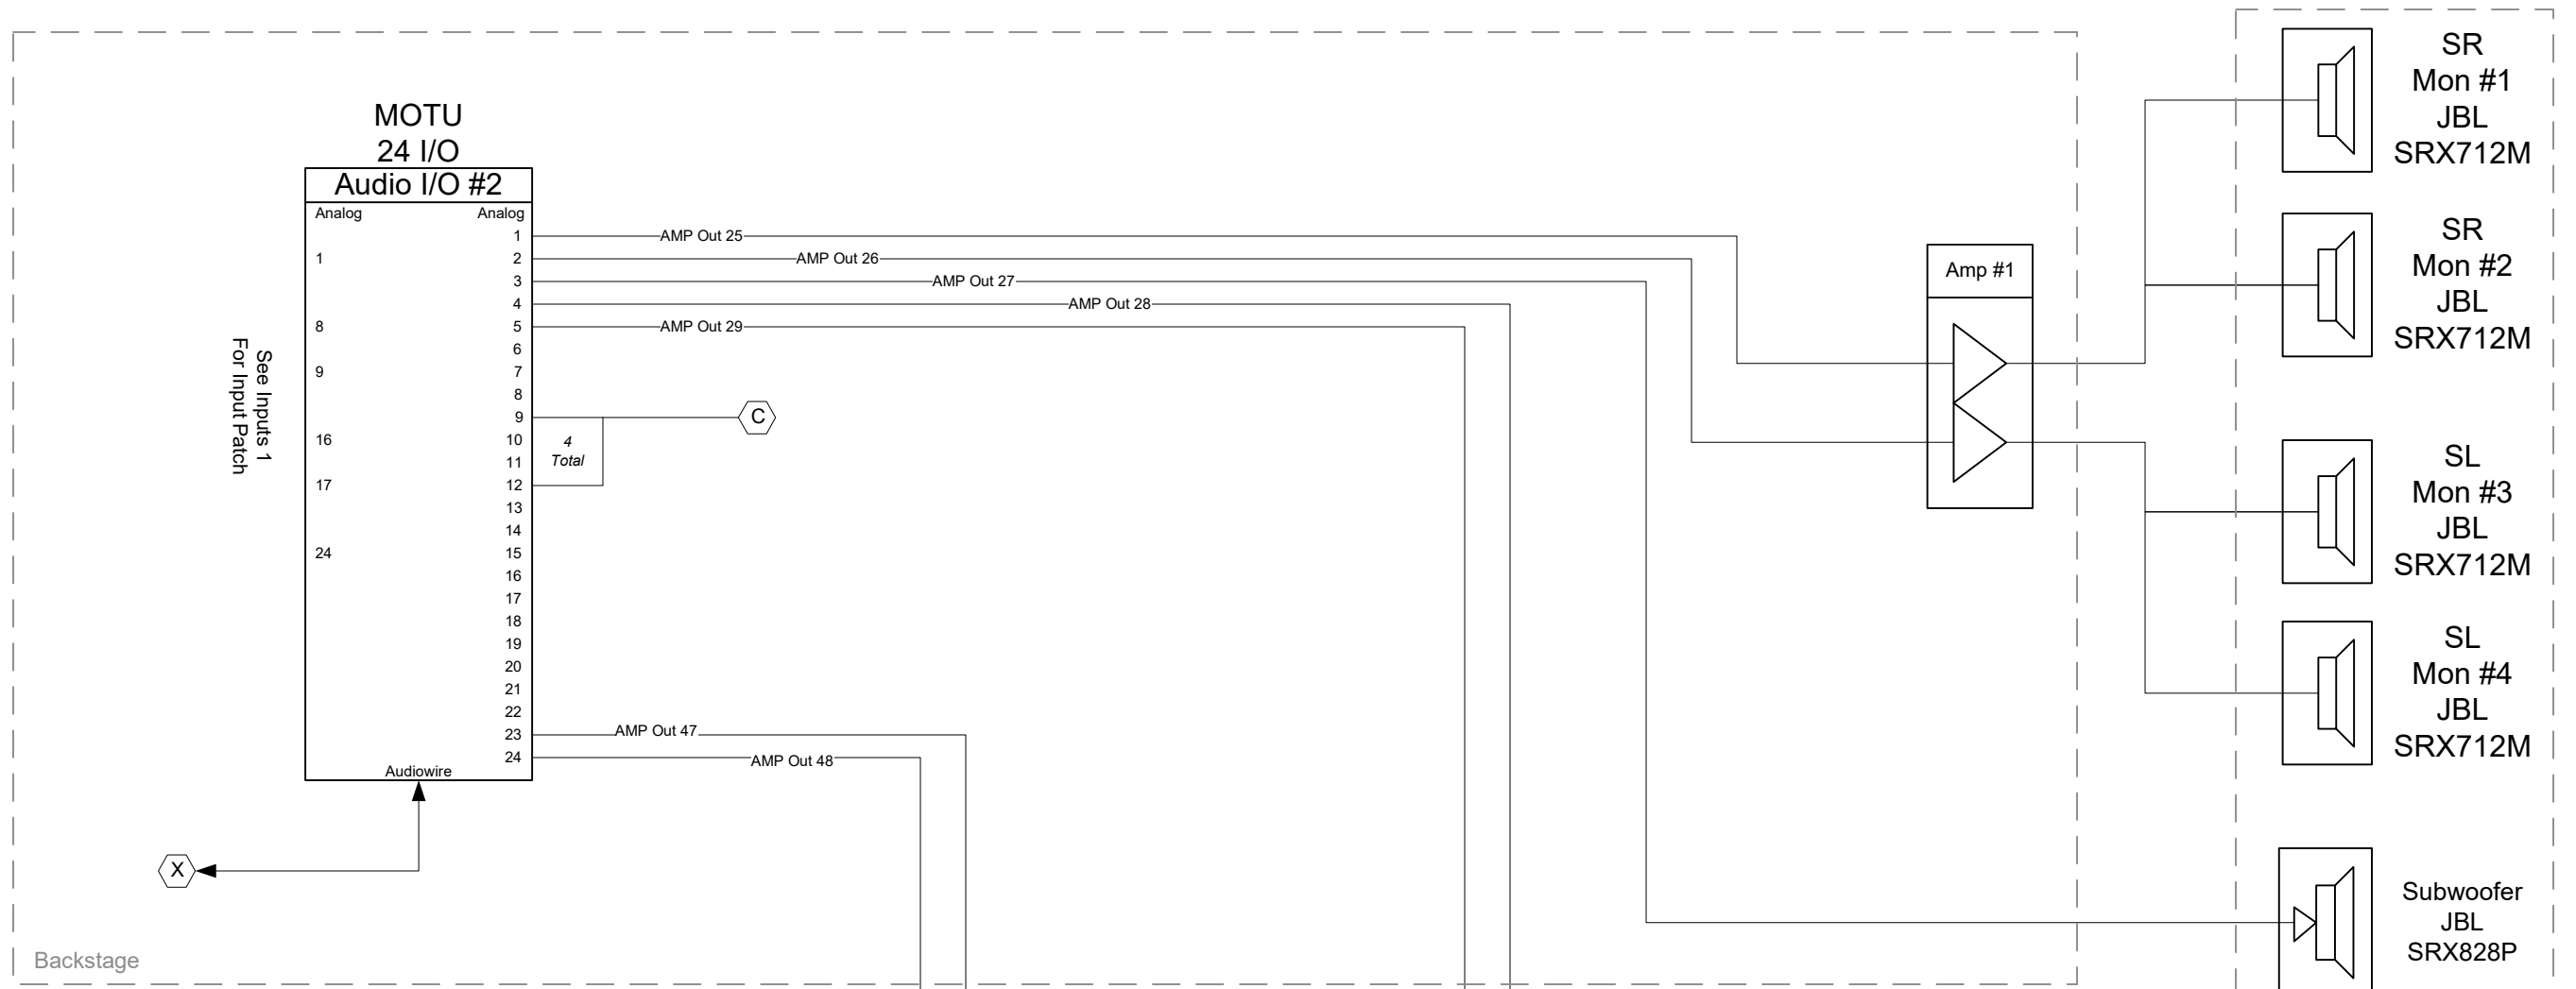 MOTU
24 I/O
Audio I/O #2
Analog
Analog
1
1
2
3
4
8
5
6
9
7
8
9
16
10
11
17
12
13
14
24
15
16
17
18
19
20
21
22
23
24
Audiowire
See Inputs 1
For Input Patch
AMP Out 25
AMP Out 26
AMP Out 27
AMP Out 28
AMP Out 29
4
Total
C
AMP Out 47
AMP Out 48
X
Backstage
Amp #1
SR
Mon #1
JBL
SRX712M
SR
Mon #2
JBL
SRX712M
SL
Mon #3
JBL
SRX712M
SL
Mon #4
JBL
SRX712M
Subwoofer
JBL
SRX828P